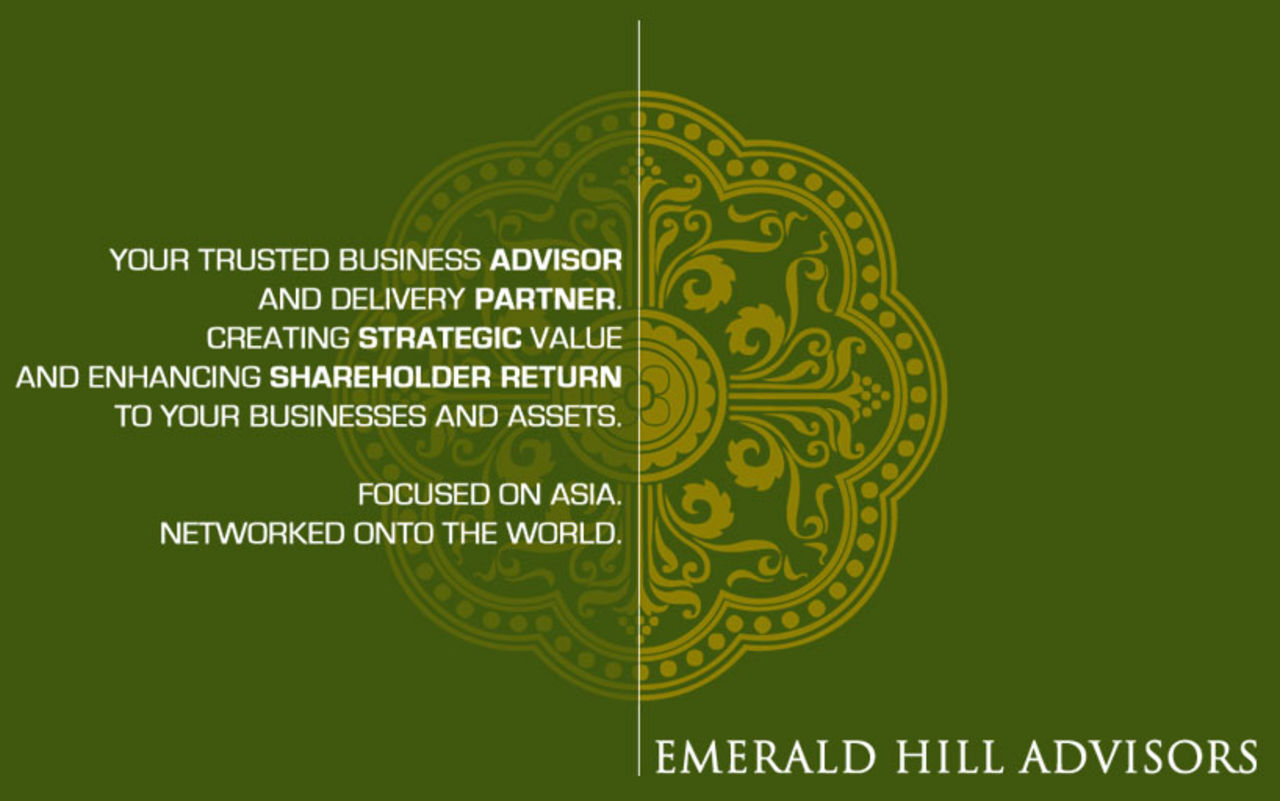 YOUR TRUSTED BUSINESS ADVISOR
AND DELIVERY PARTNER.
CREATING STRATEGIC VALUE
AND ENHANCING SHAREHOLDER RETURN
TO YOUR BUSINESSES AND ASSETS.
FOCUSED ON ASIA.
NETWORKED ONTO THE WORLD.
EMERALD HILL ADVISORS